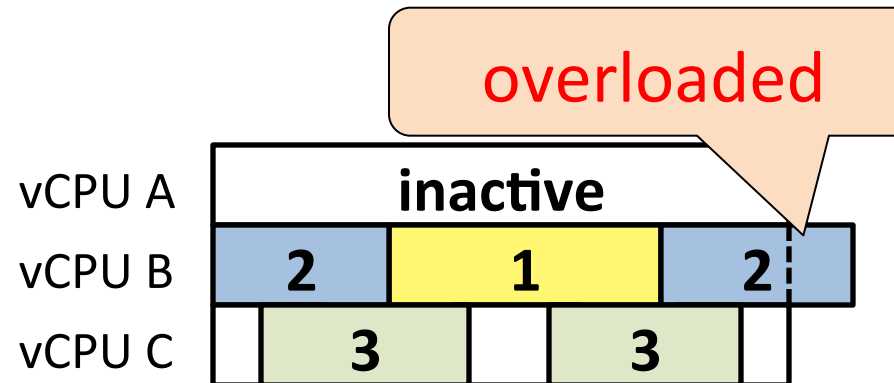 overloaded
vCPU A inactive
vCPU B 2 1 2
vCPU C 3 3